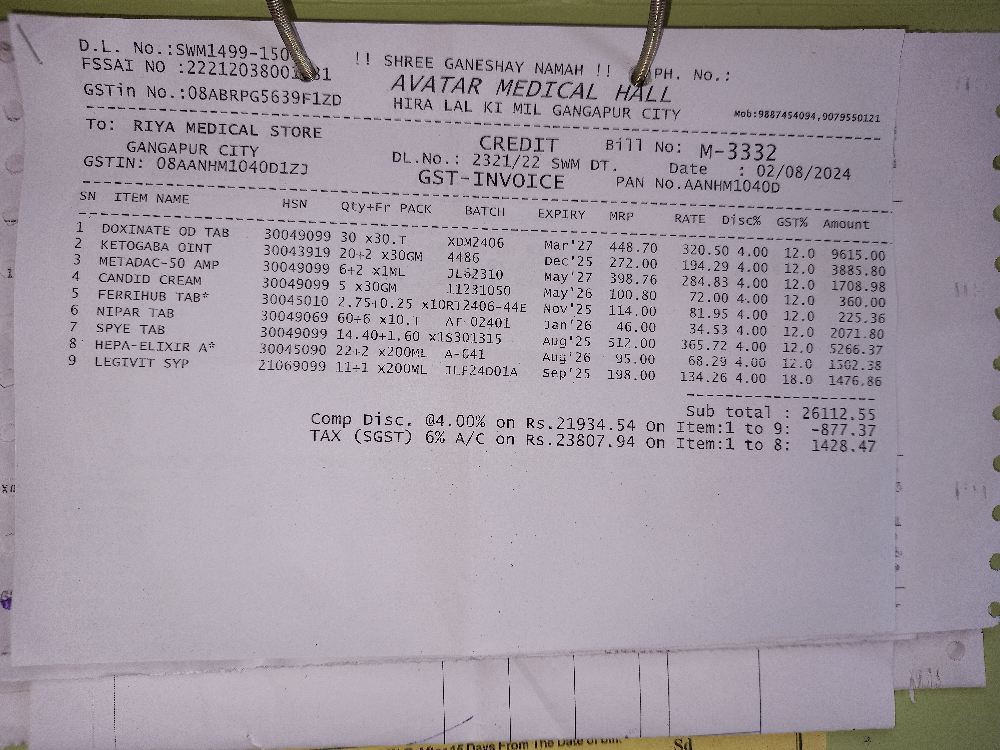 D.L. No.:SWM1499-150
FSSAI NO :22212038001 31
GSTin No.:08ABRPG5639F1ZD
!! SHREE GANESHAY NAMAH !! PH. No.:
AVATAR MEDICAL HALL
HIRA LAL KI MIL GANGAPUR CITY
Mob:9887454094,9079550121
To: RIYA MEDICAL STORE
GANGAPUR CITY
GSTIN: 08AANHM1040D1ZJ
CREDIT Bill No: M-3332
DL.No.: 2321/22 SWM DT. Date : 02/08/2024
GST-INVOICE PAN No.AANHM1040D
SN ITEM NAME HSN Qty+Fr PACK BATCH EXPIRY MRP RATE Disc% GST% Amount
1 DOXINATE OD TAB 30049099 30 x30.T XDM2406 Mar'27 448.70 320.50 4.00 12.0 9615.00
2 KETOGABA OINT 30043919 20+2 x30GM 4486 Dec'25 272.00 194.29 4.00 12.0 3885.80
3 METADAC-50 AMP 30049099 6+2 x1ML JL62310 May'27 398.76 284.83 4.00 12.0 1708.98
4 CANDID CREAM 30049099 5 x30GM 11231050 May'26 100.80 72.00 4.00 12.0 360.00
5 FERRIHUB TAB* 30045010 2.75+0.25 x10RT2406-44E Nov'25 114.00 81.95 4.00 12.0 225.36
6 NIPAR TAB 30049069 60+6 x10.T AF-02401 Jan'26 46.00 34.53 4.00 12.0 2071.80
7 SPYE TAB 30049099 14.40+1.60 x1S301315 Aug'25 512.00 365.72 4.00 12.0 5266.37
8 HEPA-ELIXIR A* 30045090 22+2 x200ML A-041 Aug'26 95.00 68.29 4.00 12.0 1502.38
9 LEGIVIT SYP 21069099 11+1 x200ML JLF24D01A Sep'25 198.00 134.26 4.00 18.0 1476.86
Sub total : 26112.55
Comp Disc. @4.00% on Rs.21934.54 On Item:1 to 9: -877.37
TAX (SGST) 6% A/C on Rs.23807.94 On Item:1 to 8: 1428.47
After 15 Days From The Date of Bill.
Sd